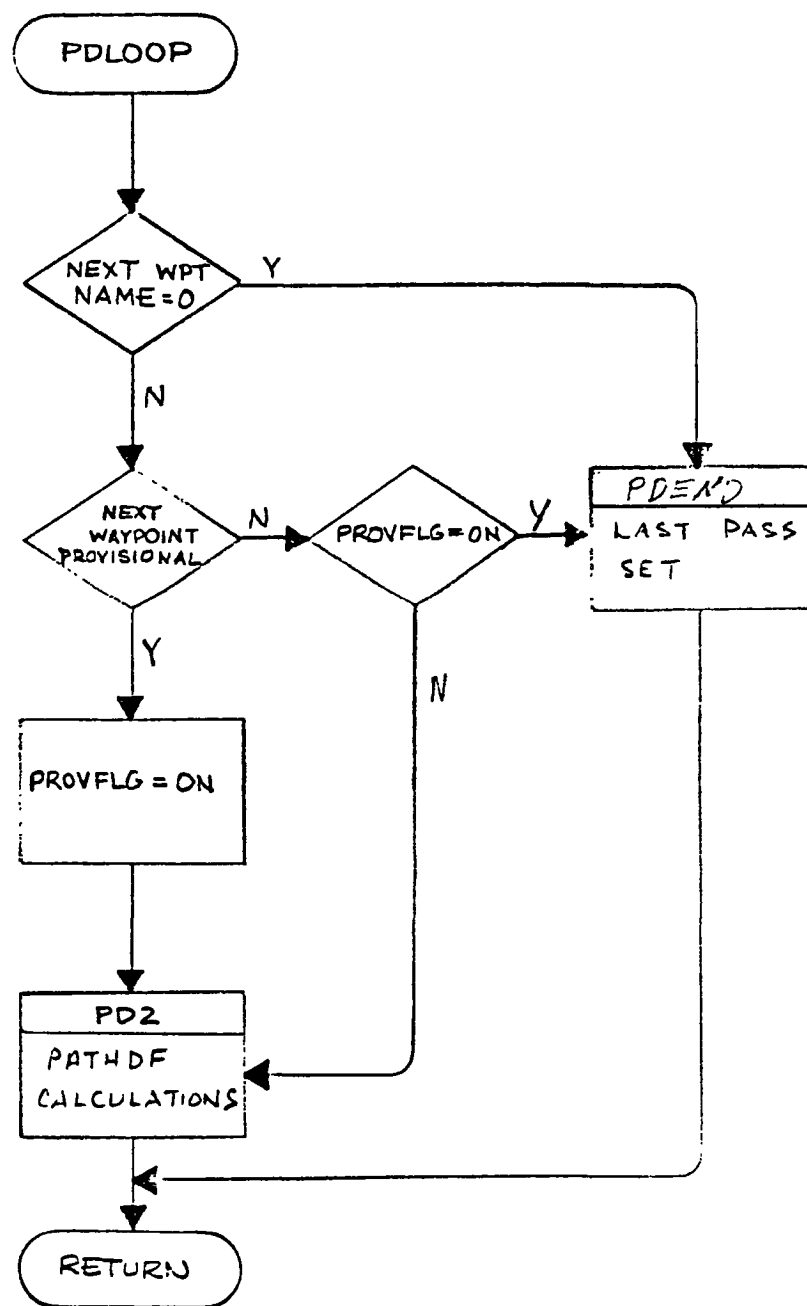 PDLOOP
NEXT WPT
NAME=0
Y
N
NEXT
WAYPOINT
PROVISIONAL
N
PROVFLG=ON
Y
PDEND
LAST PASS
SET
Y
N
PROVFLG = ON
PD2
PATHDF
CALCULATIONS
RETURN